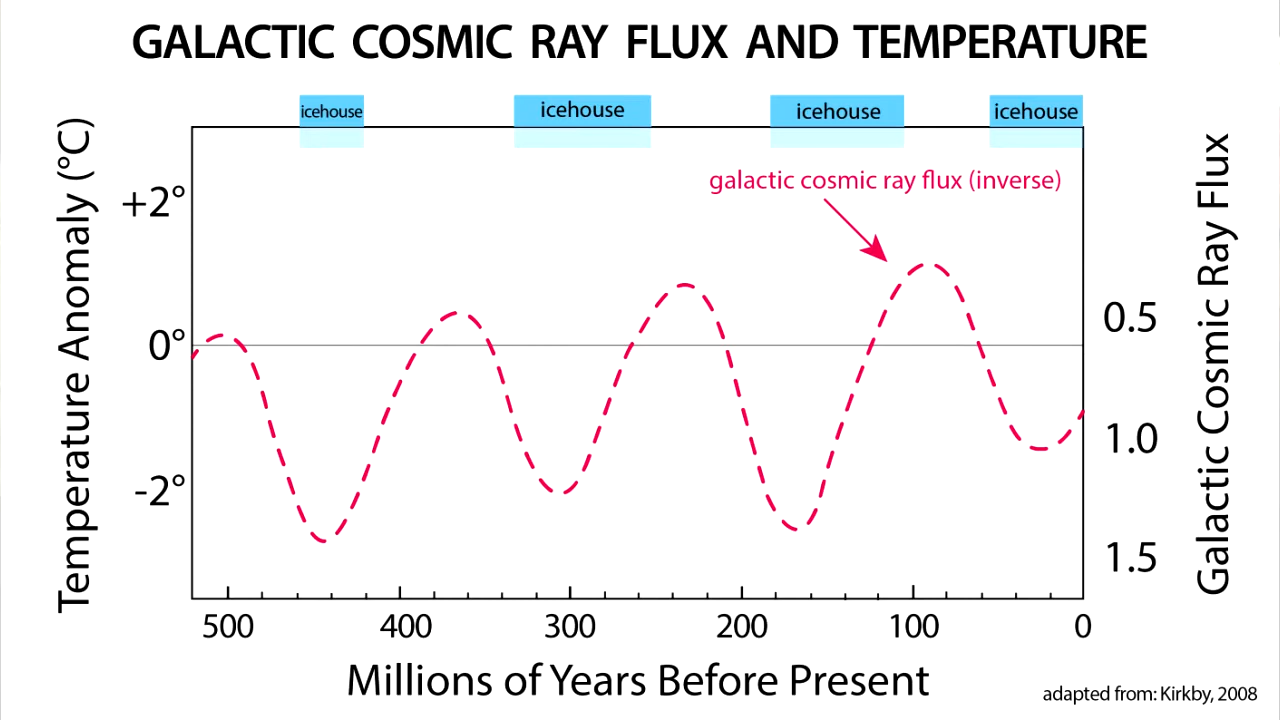 GALACTIC COSMIC RAY FLUX AND TEMPERATURE
icehouse
icehouse
icehouse
icehouse
Temperature Anomaly (°C)
+2°
0°
-2°
galactic cosmic ray flux (inverse)
0.5
1.0
1.5
Galactic Cosmic Ray Flux
500
400
300
200
100
0
Millions of Years Before Present
adapted from: Kirkby, 2008